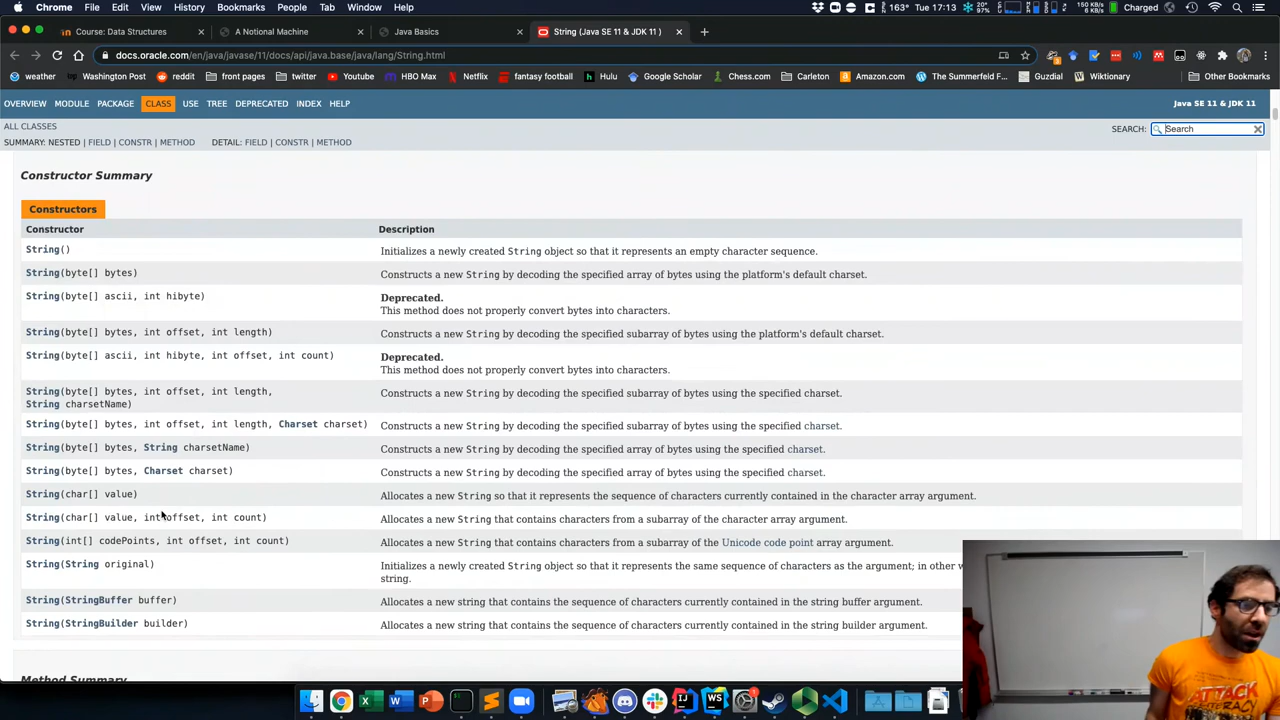 Chrome File Edit View History Bookmarks People Tab Window Help 163° Tue 17:13 20° 97% 150 KB/s 6 KB/s Charged
Course: Data Structures A Notional Machine Java Basics String (Java SE 11 & JDK 11 )
docs.oracle.com/en/java/javase/11/docs/api/java.base/java/lang/String.html
weather Washington Post reddit front pages twitter Youtube HBO Max Netflix fantasy football Hulu Google Scholar Chess.com Carleton Amazon.com The Summerfeld F... Guzdial Wiktionary Other Bookmarks
OVERVIEW MODULE PACKAGE CLASS USE TREE DEPRECATED INDEX HELP Java SE 11 & JDK 11
ALL CLASSES SEARCH: Search
SUMMARY: NESTED | FIELD | CONSTR | METHOD DETAIL: FIELD | CONSTR | METHOD
Constructor Summary
Constructors
Constructor Description
String() Initializes a newly created String object so that it represents an empty character sequence.
String(byte[] bytes) Constructs a new String by decoding the specified array of bytes using the platform's default charset.
String(byte[] ascii, int hibyte) Deprecated.
This method does not properly convert bytes into characters.
String(byte[] bytes, int offset, int length) Constructs a new String by decoding the specified subarray of bytes using the platform's default charset.
String(byte[] ascii, int hibyte, int offset, int count) Deprecated.
This method does not properly convert bytes into characters.
String(byte[] bytes, int offset, int length, Constructs a new String by decoding the specified subarray of bytes using the specified charset.
String charsetName)
String(byte[] bytes, int offset, int length, Charset charset) Constructs a new String by decoding the specified subarray of bytes using the specified charset.
String(byte[] bytes, String charsetName) Constructs a new String by decoding the specified array of bytes using the specified charset.
String(byte[] bytes, Charset charset) Constructs a new String by decoding the specified array of bytes using the specified charset.
String(char[] value) Allocates a new String so that it represents the sequence of characters currently contained in the character array argument.
String(char[] value, int offset, int count) Allocates a new String that contains characters from a subarray of the character array argument.
String(int[] codePoints, int offset, int count) Allocates a new String that contains characters from a subarray of the Unicode code point array argument.
String(String original) Initializes a newly created String object so that it represents the same sequence of characters as the argument; in other w
string.
String(StringBuffer buffer) Allocates a new string that contains the sequence of characters currently contained in the string buffer argument.
String(StringBuilder builder) Allocates a new string that contains the sequence of characters currently contained in the string builder argument.
Method Summary
ATTACK